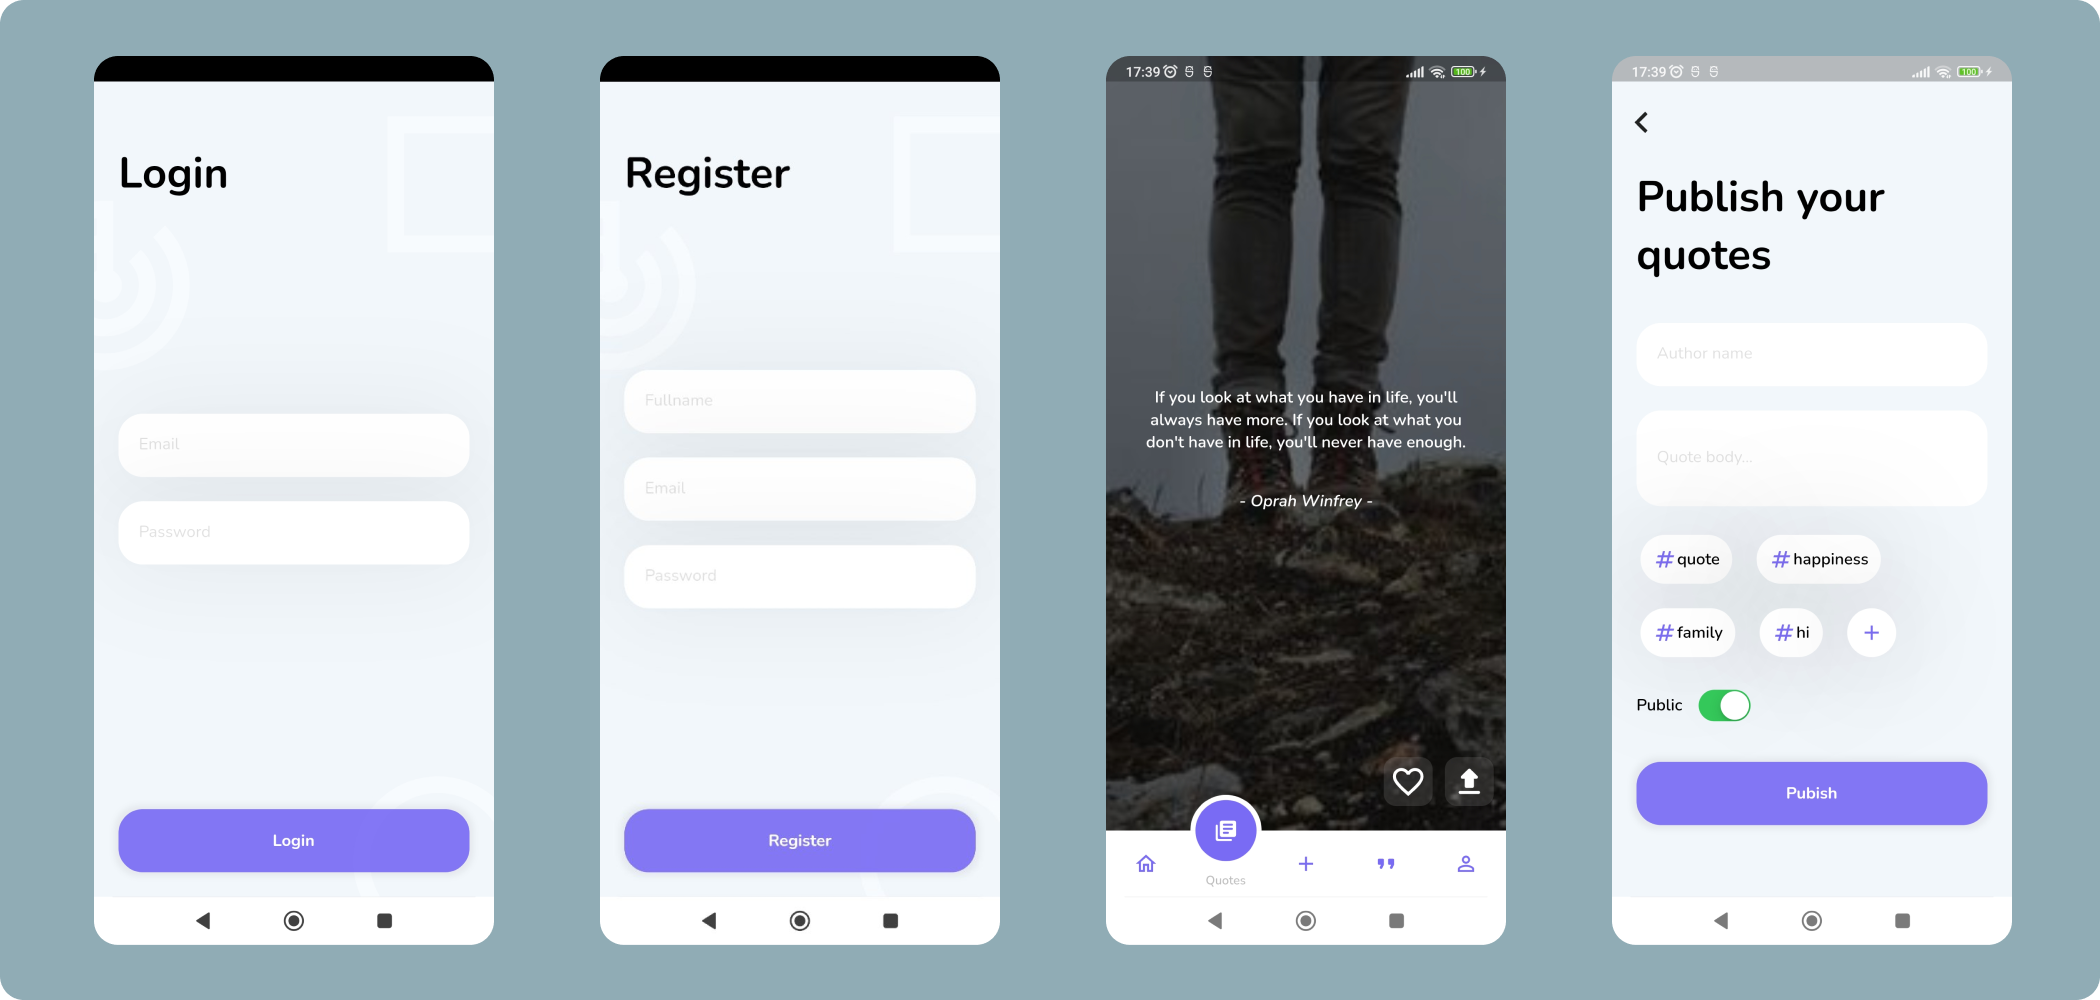 Login
Email
Password
Login
Register
Fullname
Email
Password
Register
17:39
100
If you look at what you have in life, you'll
always have more. If you look at what you
don't have in life, you'll never have enough.
- Oprah Winfrey -
Quotes
17:39
100
Publish your
quotes
Author name
Quote body...
#quote
#happiness
#family
#hi
+
Public
Pubish